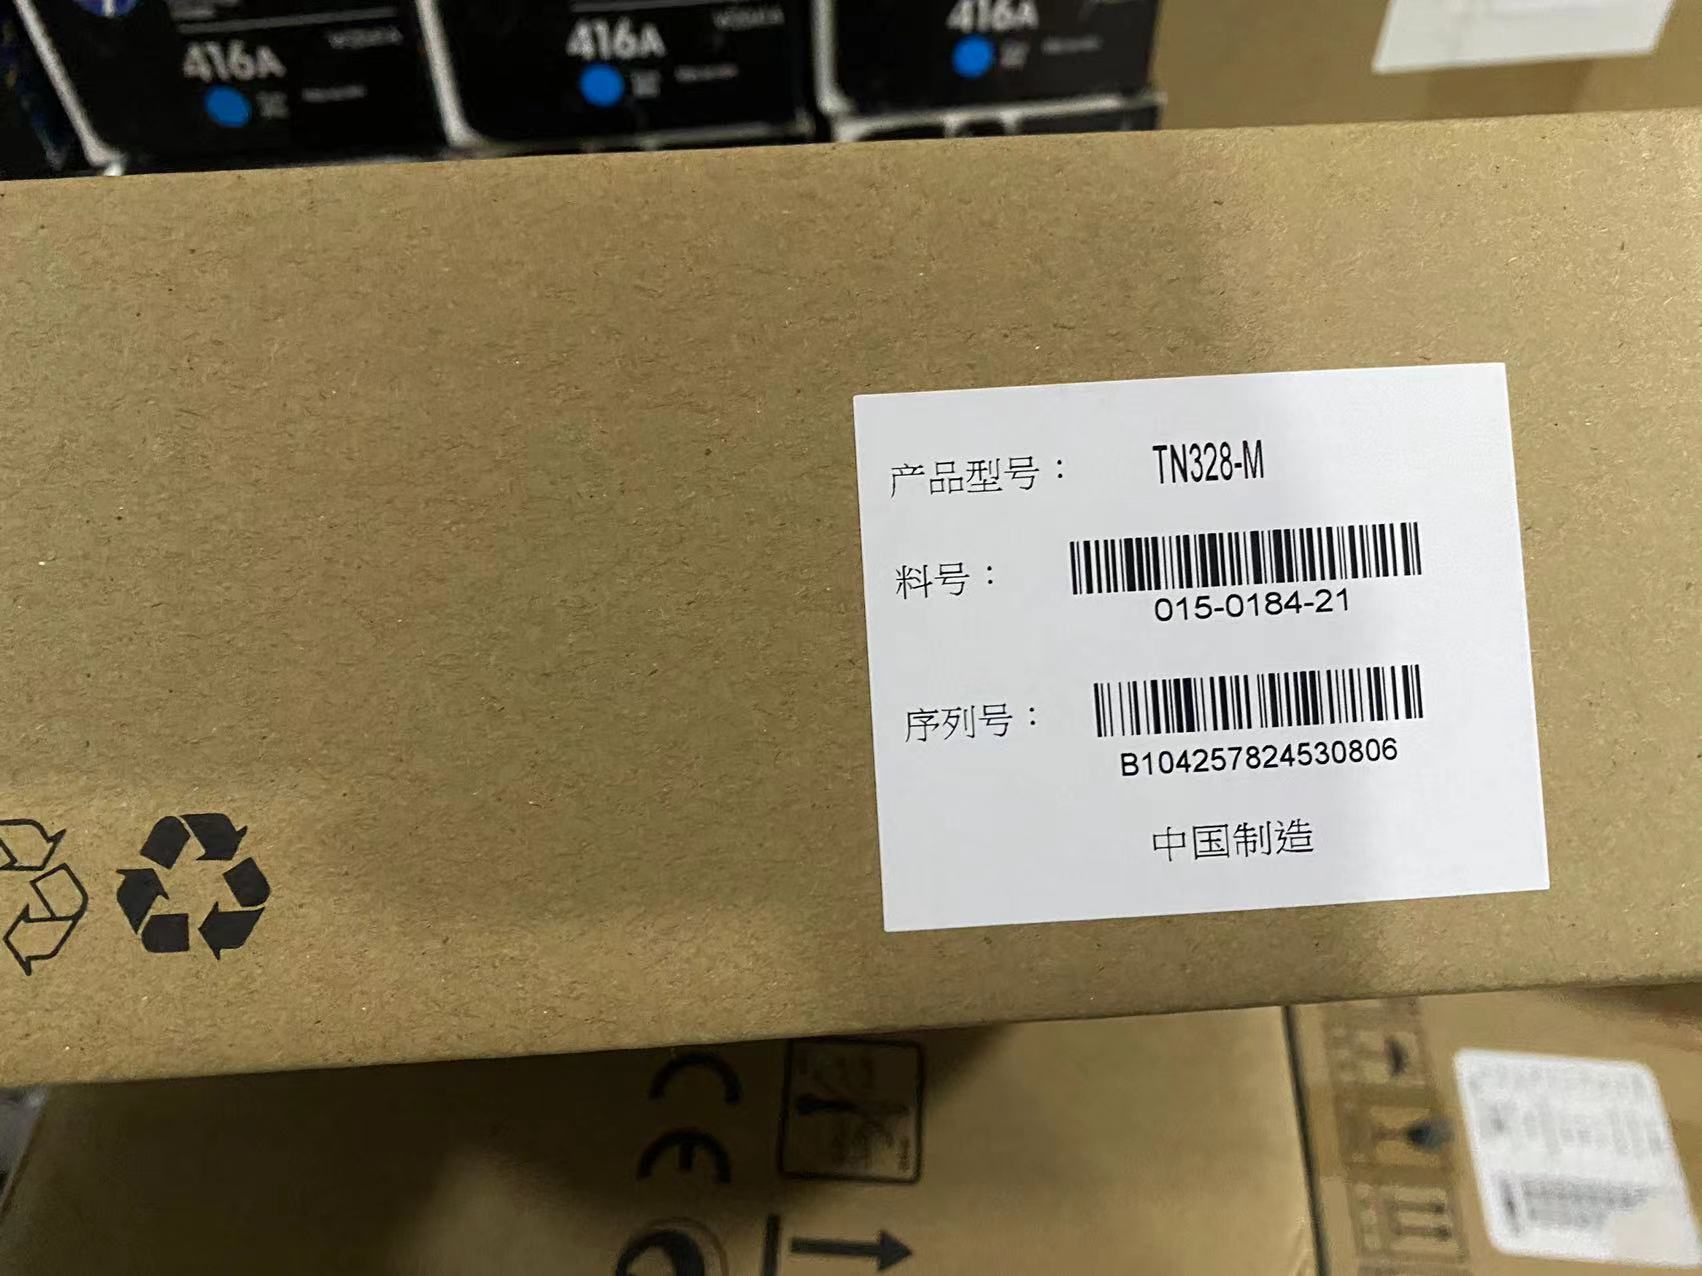 416A
416A
416A
产品型号： TN328-M
料号：
015-0184-21
序列号：
B104257824530806
中国制造
CE